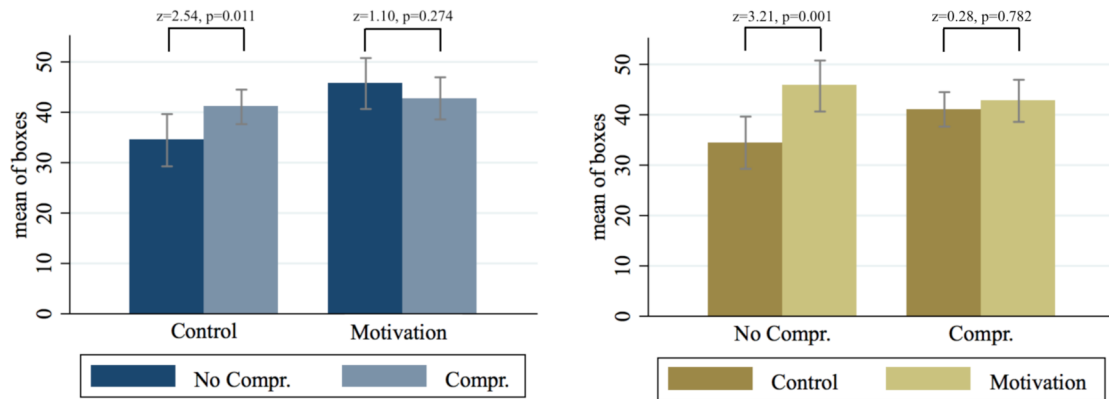 z=2.54, p=0.011 z=1.10, p=0.274
mean of boxes
50
40
30
20
10
0
Control Motivation
No Compr. Compr.
z=3.21, p=0.001 z=0.28, p=0.782
mean of boxes
50
40
30
20
10
0
No Compr. Compr.
Control Motivation